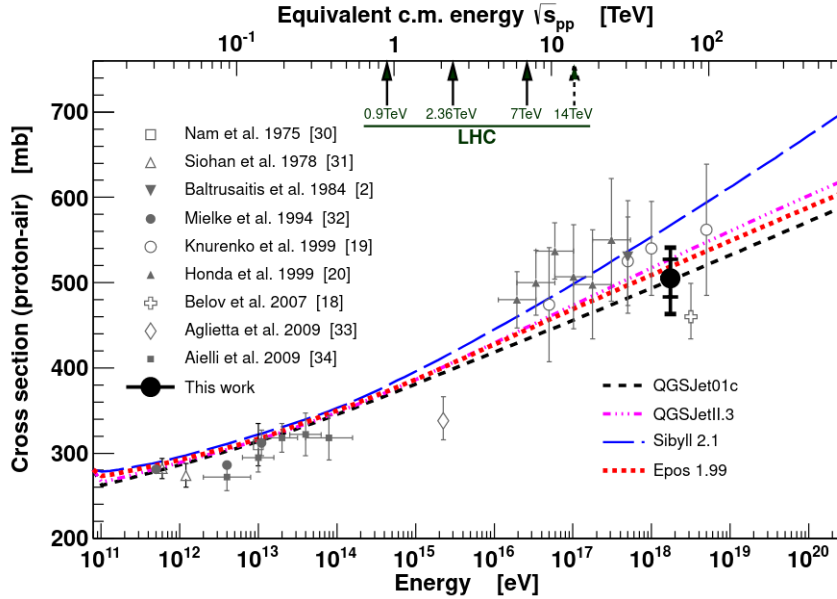 Equivalent c.m. energy √s_pp [TeV]
10^-1 1 10 10^2
0.9TeV 2.36TeV 7TeV 14TeV
LHC
Cross section (proton-air) [mb]
700
600
500
400
300
200
Nam et al. 1975 [30]
Siohan et al. 1978 [31]
Baltrusaitis et al. 1984 [2]
Mielke et al. 1994 [32]
Knurenko et al. 1999 [19]
Honda et al. 1999 [20]
Belov et al. 2007 [18]
Aglietta et al. 2009 [33]
Aielli et al. 2009 [34]
This work
QGSJet01c
QGSJetII.3
Sibyll 2.1
Epos 1.99
10^11 10^12 10^13 10^14 10^15 10^16 10^17 10^18 10^19 10^20
Energy [eV]